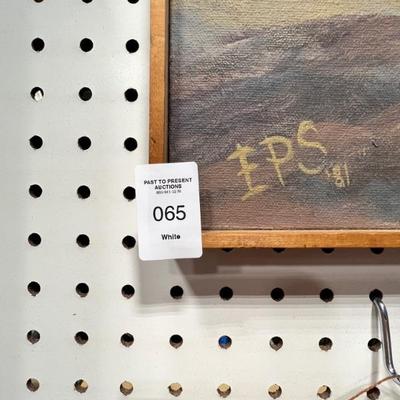 EPS '81
PAST TO PRESENT
AUCTIONS
065
White